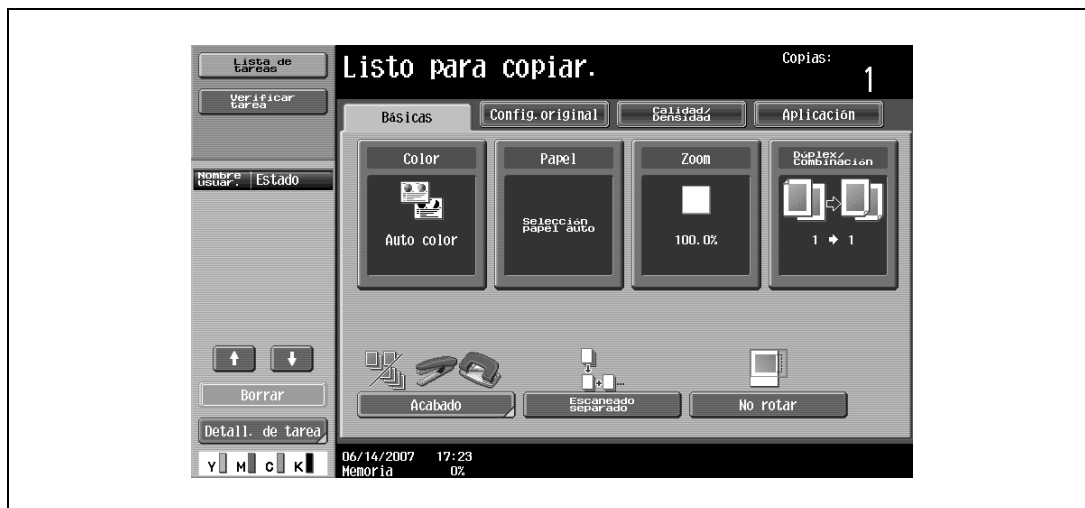 Lista de
tareas
Verificar
tarea
Nombre
usuar.
Estado
Borrar
Detall. de tarea
Y M C K
Listo para copiar.
Copias:
1
Básicas
Config.original
Calidad/
Densidad
Aplicación
Color
Auto color
Papel
Selección
papel auto
Zoom
100.0%
Dúplex/
Combinación
1 → 1
Acabado
Escaneado
separado
No rotar
06/14/2007 17:23
Memoria 0%